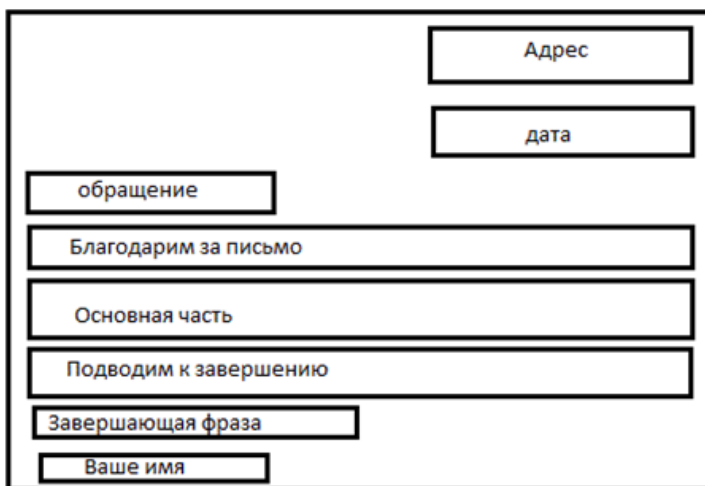 Адрес
дата
обращение
Благодарим за письмо
Основная часть
Подводим к завершению
Завершающая фраза
Ваше имя